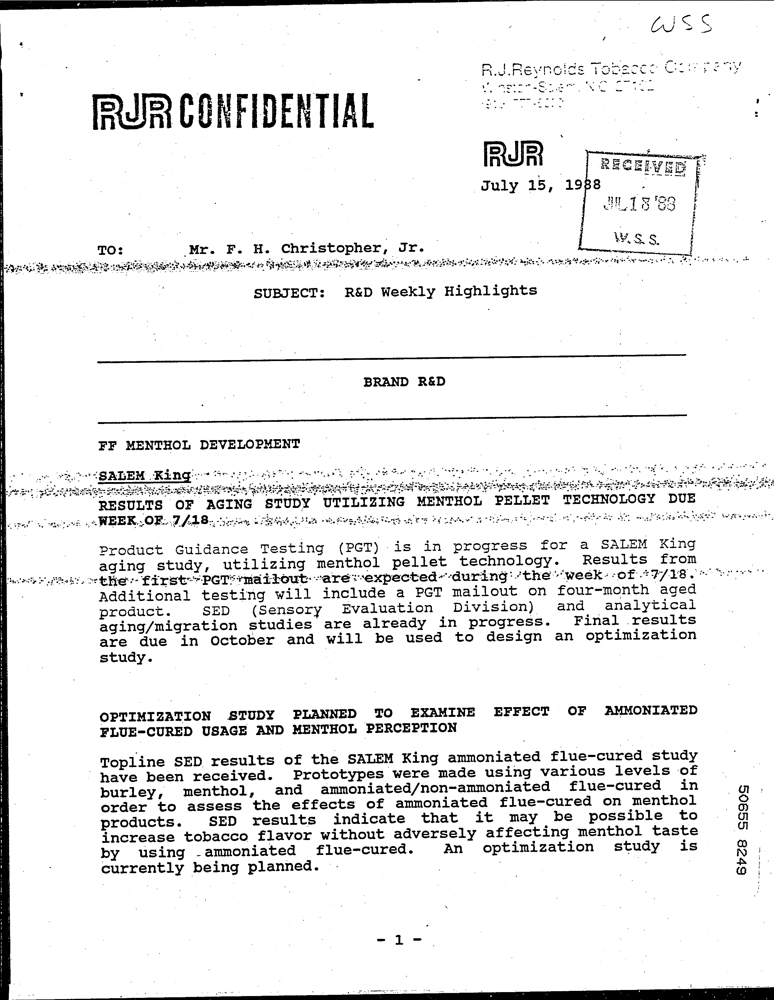 WSS
R.J.Reynolds Tobacco Company
RJR CONFIDENTIAL
RJR
RECEIVED
July 15, 1988
JUL 18 '88
W. S. S.
TO: Mr. F. H. Christopher, Jr.
SUBJECT: R&D Weekly Highlights
BRAND R&D
FF MENTHOL DEVELOPMENT
SALEM King
RESULTS OF AGING STUDY UTILIZING MENTHOL PELLET TECHNOLOGY DUE
WEEK OF 7/18
Product Guidance Testing (PGT) is in progress for a SALEM King
aging study, utilizing menthol pellet technology. Results from
the first PGT mailout are expected during the week of 7/18.
Additional testing will include a PGT mailout on four-month aged
product. SED (Sensory Evaluation Division) and analytical
aging/migration studies are already in progress. Final results
are due in October and will be used to design an optimization
study.
OPTIMIZATION STUDY PLANNED TO EXAMINE EFFECT OF AMMONIATED
FLUE-CURED USAGE AND MENTHOL PERCEPTION
Topline SED results of the SALEM King ammoniated flue-cured study
have been received. Prototypes were made using various levels of
burley, menthol, and ammoniated/non-ammoniated flue-cured in
order to assess the effects of ammoniated flue-cured on menthol
products. SED results indicate that it may be possible to
increase tobacco flavor without adversely affecting menthol taste
by using ammoniated flue-cured. An optimization study is
currently being planned.
50655 8249
- 1 -